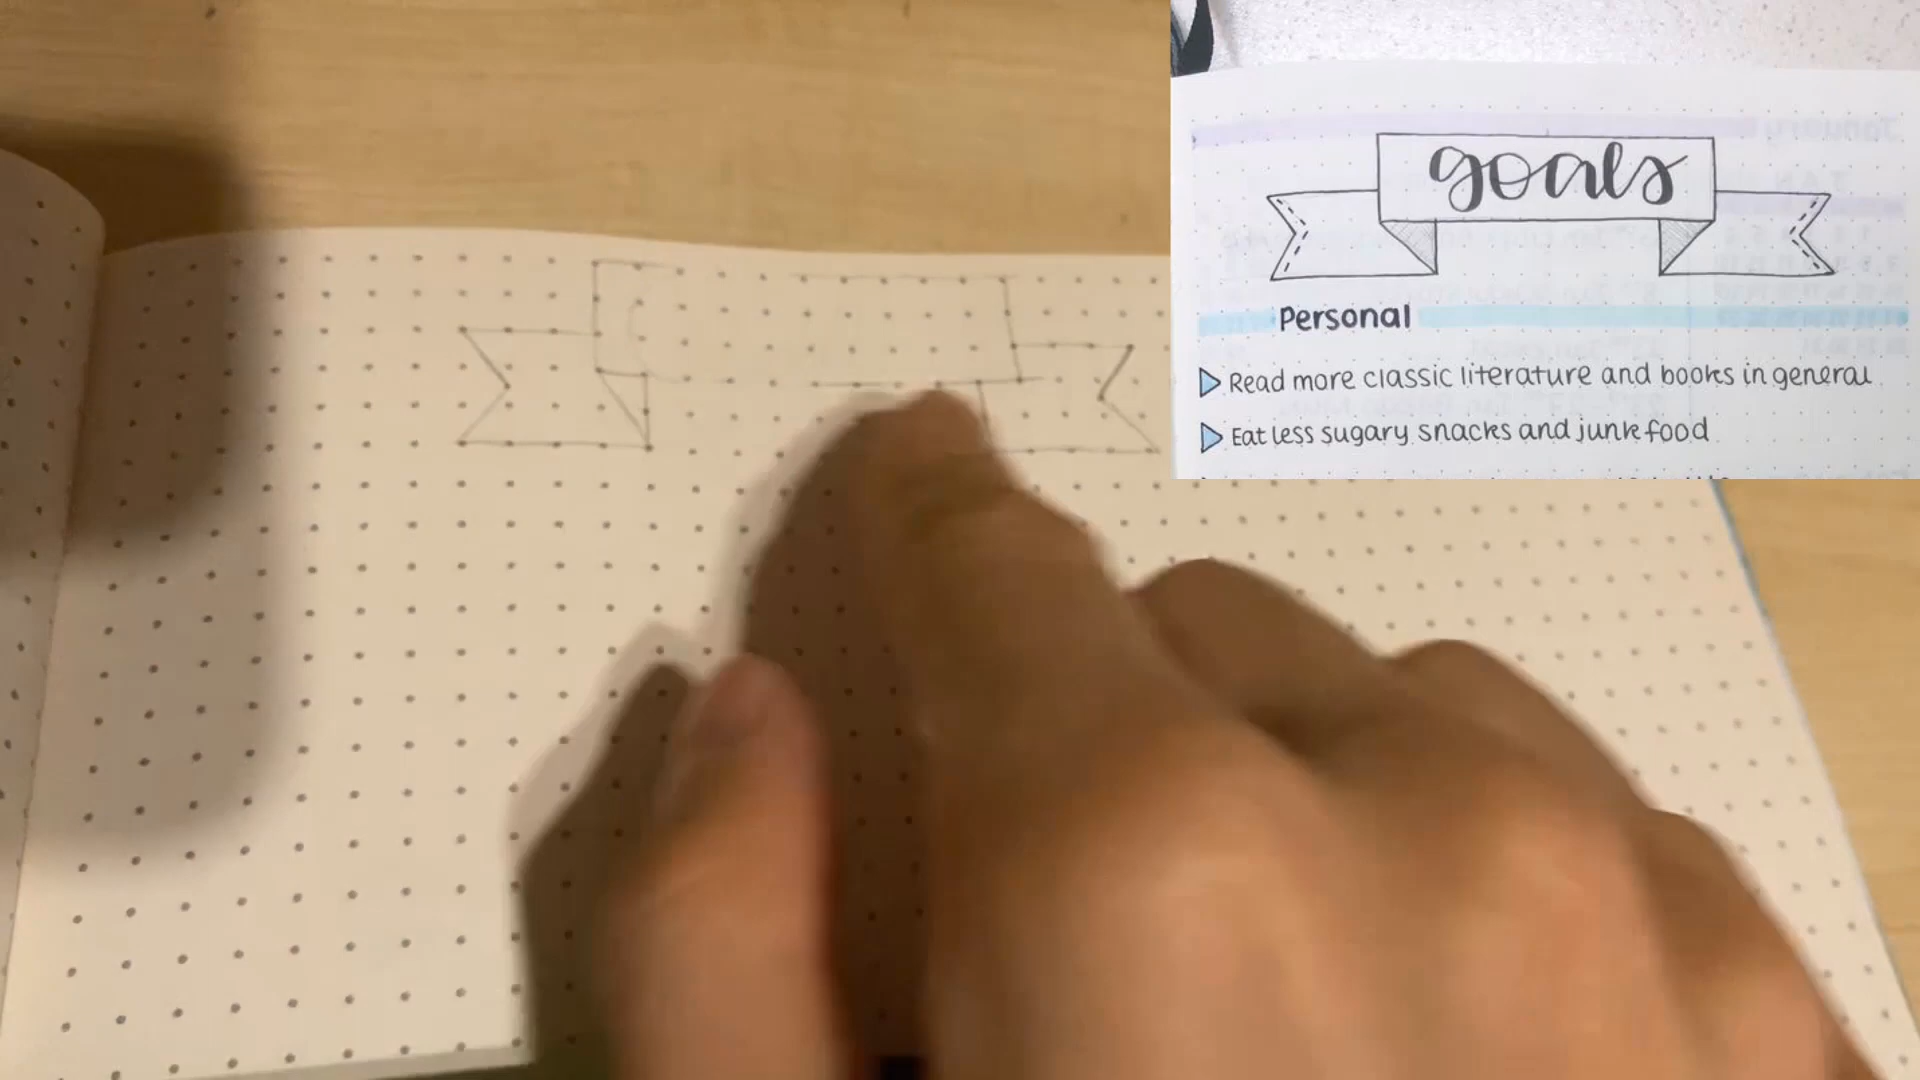 goals
Personal
Read more classic literature and books in general
Eat less sugary snacks and junk food